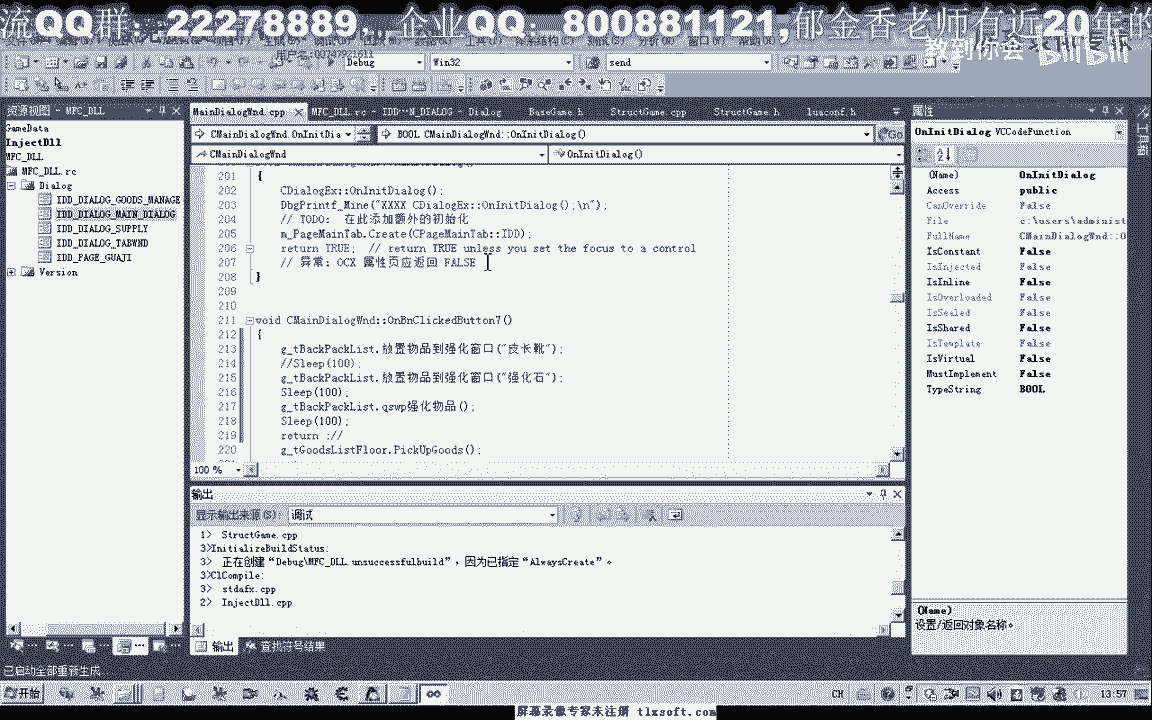 流QQ群: 22278889 企业QQ: 800881121,郁金香老师有近20年的
教到你会
bilibili
Debug
Win32
send
资源视图 - MFC_DLL
GameData
InjectDll
MFC_DLL
MFC_DLL.rc
Dialog
IDD_DIALOG_GOODS_MANAGE
IDD_DIALOG_MAIN_DIALOG
IDD_DIALOG_SUPPLY
IDD_DIALOG_TABWND
IDD_PAGE_GUAJI
Version
MainDialogWnd.cpp
MFC_DLL.rc - IDD...N_DIALOG - Dialog
BaseGame.h
StructGame.cpp
StructGame.h
luaconf.h
CMainDialogWnd.OnInitDia
BOOL CMainDialogWnd::OnInitDialog()
Go
CMainDialogWnd
OnInitDialog()
201 {
202 CDialogEx::OnInitDialog();
203 DbgPrintf_Mine("XXXX CDialogEx::OnInitDialog();\n");
204 // TODO: 在此添加额外的初始化
205 m_PageMainTab.Create(CPageMainTab::IDD);
206 return TRUE; // return TRUE unless you set the focus to a control
207 // 异常: OCX 属性页应返回 FALSE
208 }
209
210
211 void CMainDialogWnd::OnBnClickedButton7()
212 {
213 g_tBackPackList.放置物品到强化窗口("皮长靴");
214 //Sleep(100);
215 g_tBackPackList.放置物品到强化窗口("强化石");
216 Sleep(100);
217 g_tBackPackList.qswp强化物品();
218 Sleep(100);
219 return ;//
220 g_tGoodsListFloor.PickUpGoods();
100 %
输出
显示输出来源(S): 调试
1> StructGame.cpp
3>InitializeBuildStatus:
3> 正在创建“Debug\MFC_DLL.unsuccessfulbuild”，因为已指定“AlwaysCreate”。
3>ClCompile:
3> stdafx.cpp
2> InjectDll.cpp
输出
查找符号结果
属性
OnInitDialog VCCodeFunction
(Name) OnInitDialog
Access public
CanOverride False
File c:\users\administ
FullName CMainDialogWnd::O
IsConstant False
IsInjected False
IsInline False
IsOverloaded False
IsSealed False
IsShared False
IsTemplate False
IsVirtual False
MustImplement False
TypeString BOOL
(Name)
设置/返回对象名称。
工具箱
已启动全部重新生成
开始
CH
13:57
屏幕录像专家未注册 tlxsoft.com